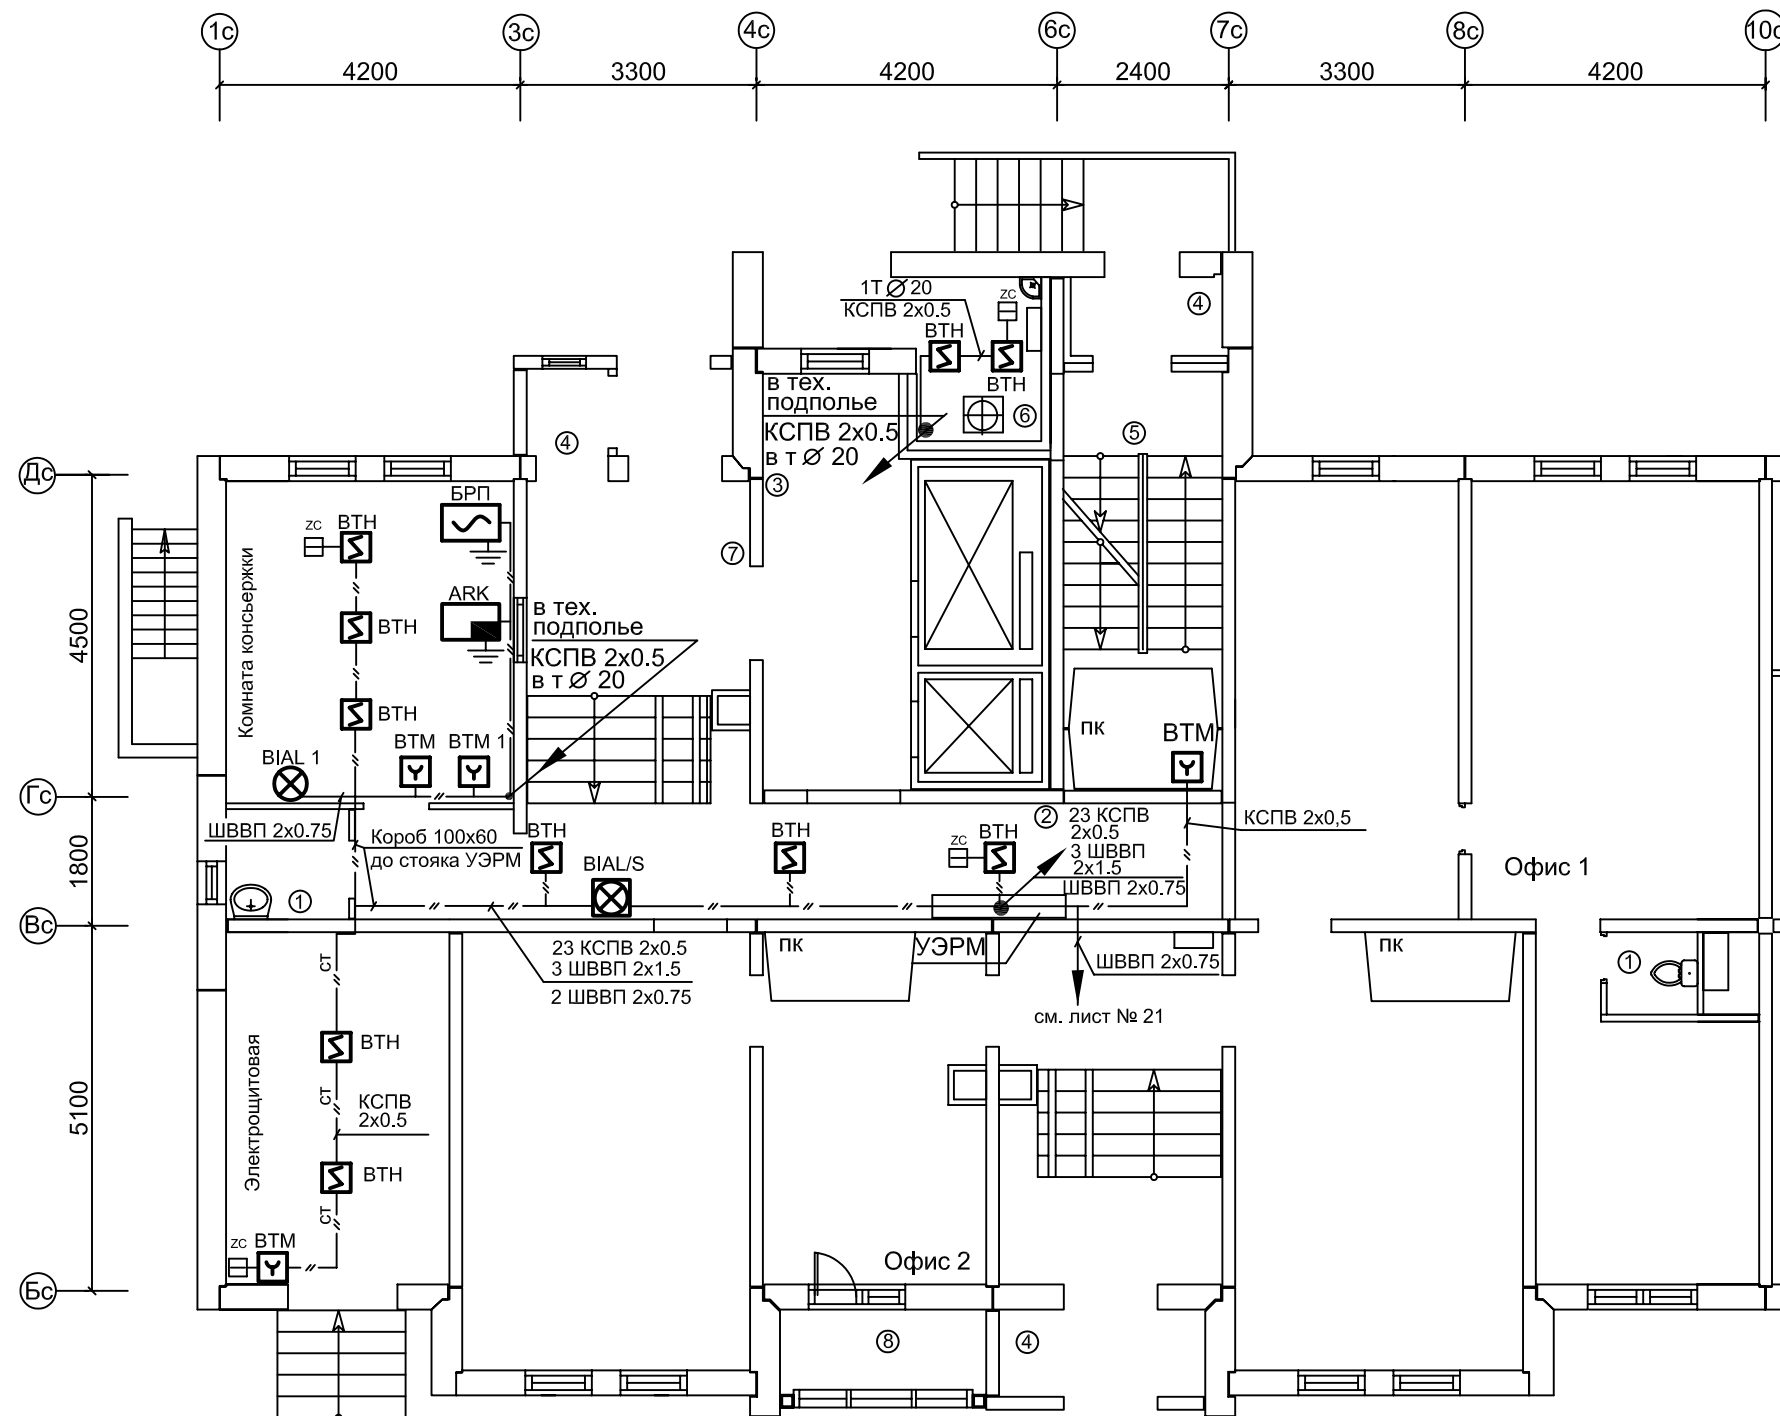 1с 3с 4с 6с 7с 8с 10с
4200 3300 4200 2400 3300 4200
1Т ⌀ 20
КСПВ 2х0.5
ZC
4
ВТН
ВТН
в тех.
подполье
6
КСПВ 2х0.5
в т ⌀ 20
5
4
3
Дс
БРП
ZC
ВТН
7
Комната консьержки
ARK
в тех.
подполье
4500
ВТН
КСПВ 2х0.5
в т ⌀ 20
ВТН
ПК
ВТМ
ВТМ
ВТМ 1
BIAL 1
Гс
ШВВП 2х0.75
Короб 100х60
до стояка УЭРМ
ВТН
ВТН
ZC
ВТН
2
23 КСПВ
2х0.5
3 ШВВП
2х1.5
ШВВП 2х0.75
КСПВ 2х0,5
1800
BIAL/S
Офис 1
1
Вс
23 КСПВ 2х0.5
3 ШВВП 2х1.5
2 ШВВП 2х0.75
ПК
УЭРМ
ШВВП 2х0.75
ПК
1
ст
см. лист № 21
Электрощитовая
ВТН
5100
ст
КСПВ
2х0.5
ВТН
ст
ZC
ВТМ
Офис 2
Бс
8
4